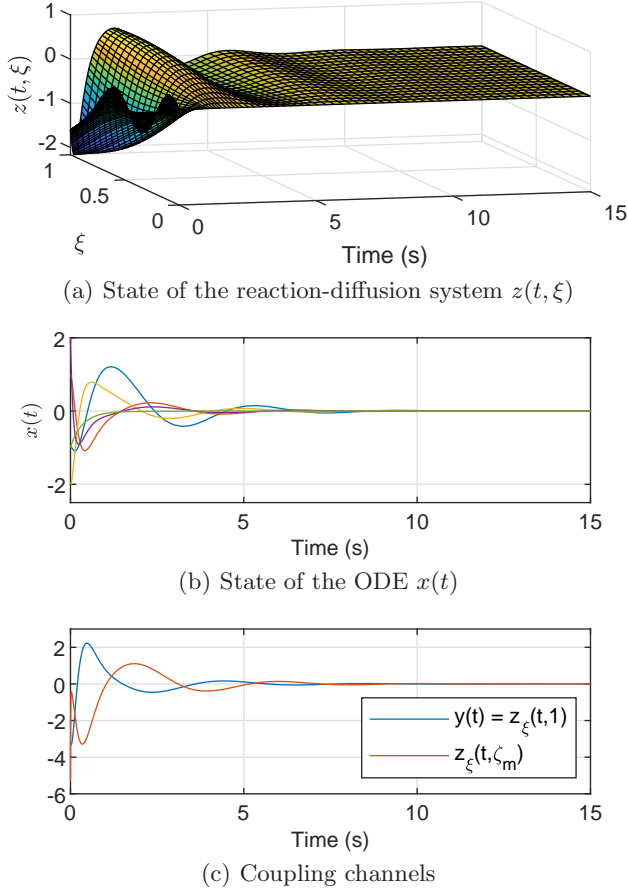 1
0
-1
-2
z(t, ξ)
1
0.5
0
ξ
0
5
10
15
Time (s)
(a) State of the reaction-diffusion system z(t, ξ)
2
0
-2
x(t)
0
5
10
15
Time (s)
(b) State of the ODE x(t)
2
0
-2
-4
-6
y(t) = z_ξ(t,1)
z_ξ(t,ζ_m)
0
5
10
15
Time (s)
(c) Coupling channels